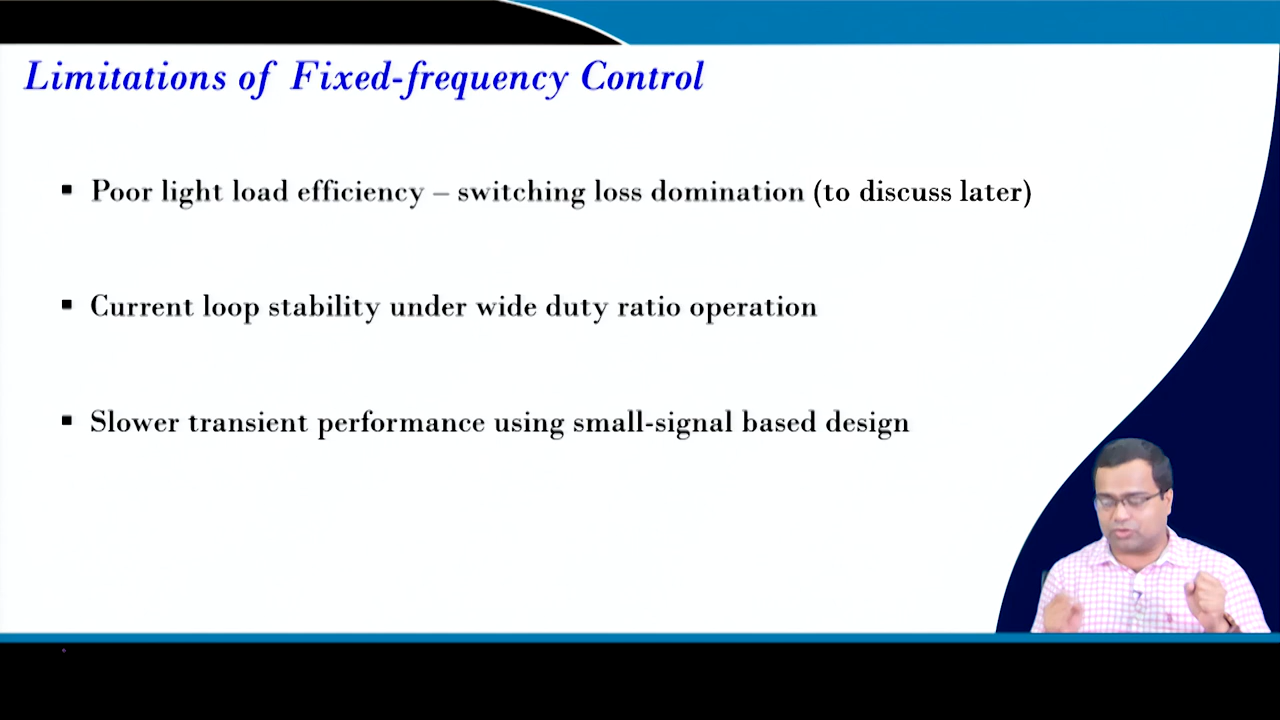 Limitations of Fixed-frequency Control
▪ Poor light load efficiency – switching loss domination (to discuss later)
▪ Current loop stability under wide duty ratio operation
▪ Slower transient performance using small-signal based design